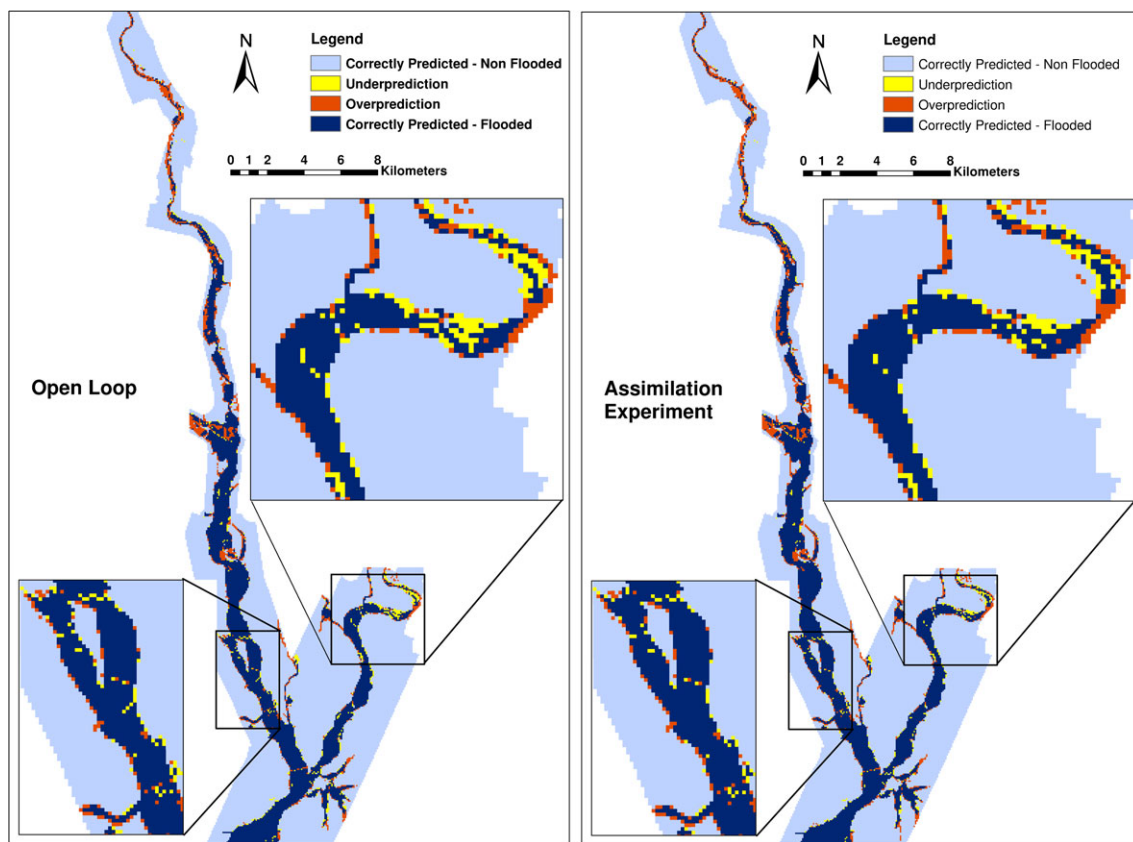 N
Legend
Correctly Predicted - Non Flooded
Underprediction
Overprediction
Correctly Predicted - Flooded
0 1 2 4 6 8
Kilometers
Open Loop
N
Legend
Correctly Predicted - Non Flooded
Underprediction
Overprediction
Correctly Predicted - Flooded
0 1 2 4 6 8
Kilometers
Assimilation
Experiment